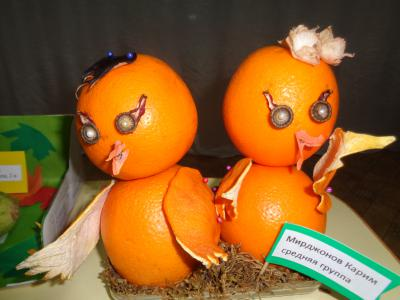 Мирджонов Карим
средняя группа